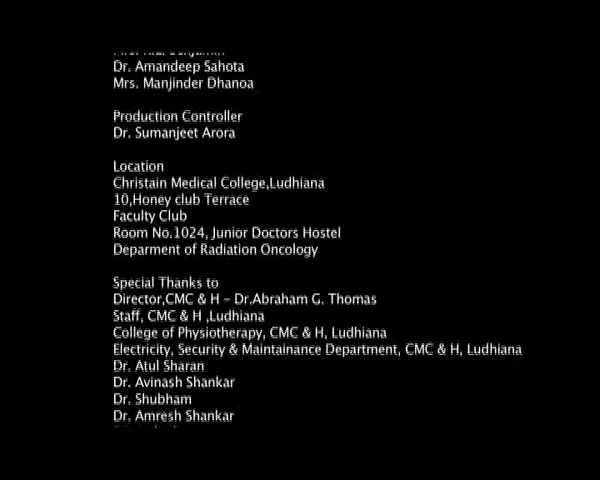 Dr. Amandeep Sahota
Mrs. Manjinder Dhanoa
Production Controller
Dr. Sumanjeet Arora
Location
Christain Medical College,Ludhiana
10,Honey club Terrace
Faculty Club
Room No.1024, Junior Doctors Hostel
Deparment of Radiation Oncology
Special Thanks to
Director,CMC & H - Dr.Abraham G. Thomas
Staff, CMC & H ,Ludhiana
College of Physiotherapy, CMC & H, Ludhiana
Electricity, Security & Maintainance Department, CMC & H, Ludhiana
Dr. Atul Sharan
Dr. Avinash Shankar
Dr. Shubham
Dr. Amresh Shankar